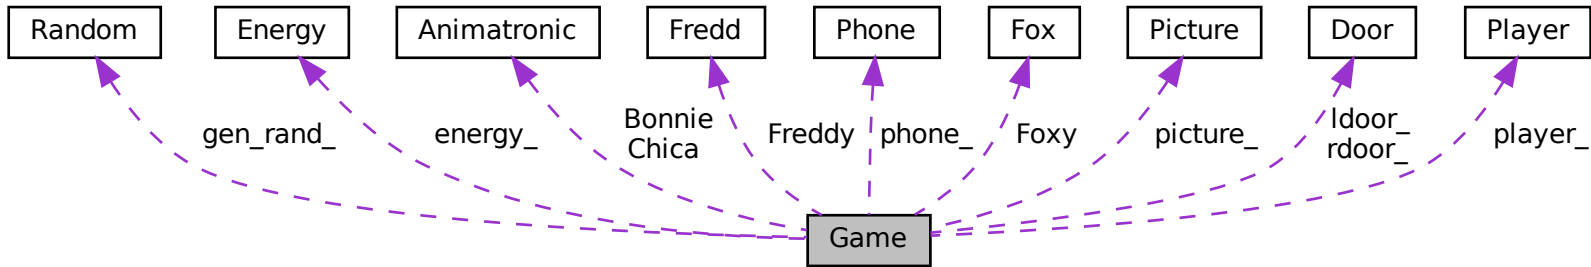 Random
Energy
Animatronic
Fredd
Phone
Fox
Picture
Door
Player
gen_rand_
energy_
Bonnie
Chica
Freddy
phone_
Foxy
picture_
ldoor_
rdoor_
player_
Game